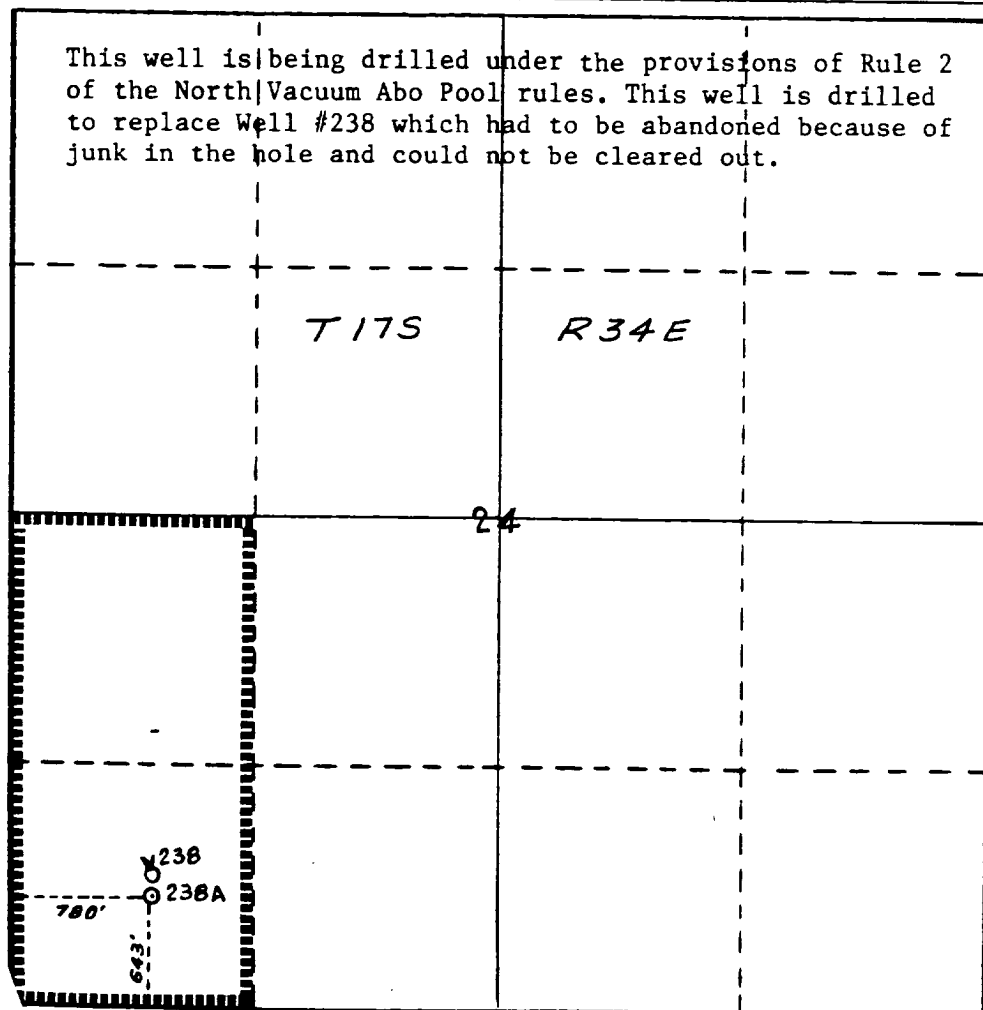 This well is being drilled under the provisions of Rule 2
of the North Vacuum Abo Pool rules. This well is drilled
to replace Well #238 which had to be abandoned because of
junk in the hole and could not be cleared out.
T 17S R 34 E
24
238
238A
780'
643'